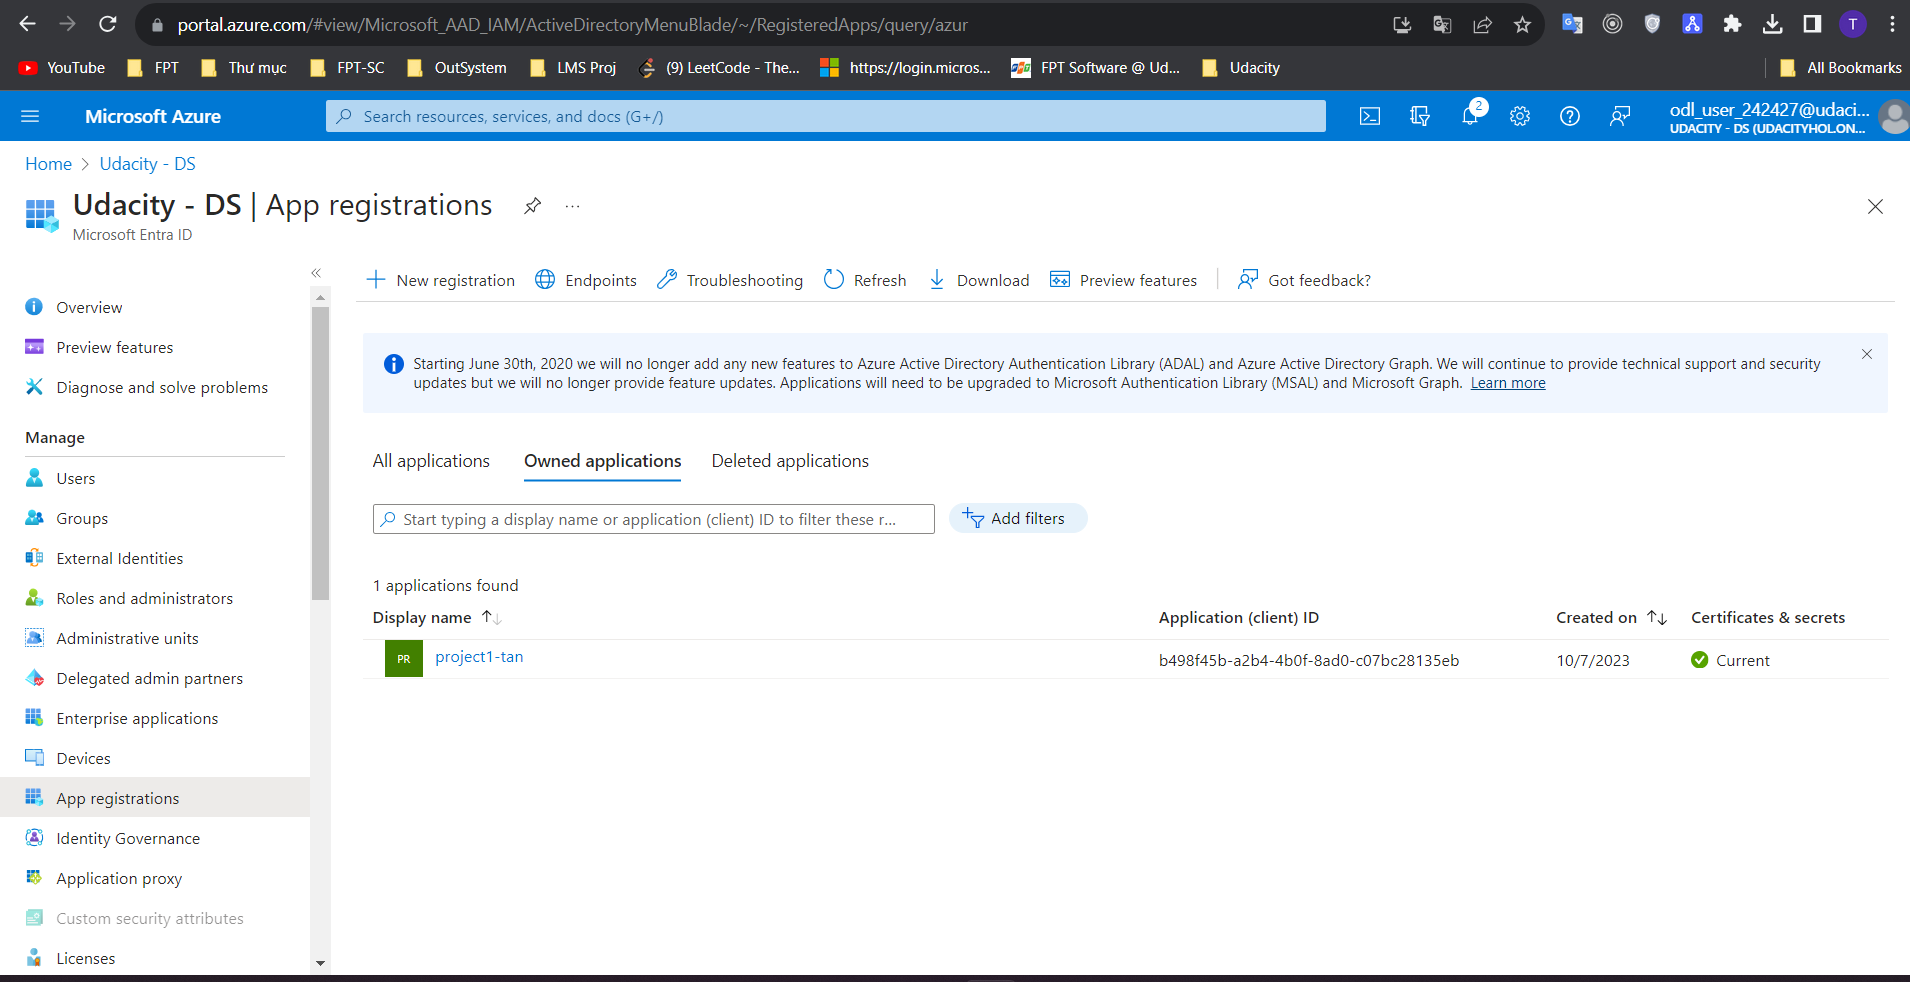 portal.azure.com/#view/Microsoft_AAD_IAM/ActiveDirectoryMenuBlade/~/RegisteredApps/query/azur
T
YouTube FPT Thư mục FPT-SC OutSystem LMS Proj (9) LeetCode - The... https://login.micros... FPT Software @ Ud... Udacity All Bookmarks
Microsoft Azure
Search resources, services, and docs (G+/)
2
odl_user_242427@udaci...
UDACITY - DS (UDACITYHOL.ON...
Home > Udacity - DS
Udacity - DS | App registrations
...
Microsoft Entra ID
New registration Endpoints Troubleshooting Refresh Download Preview features Got feedback?
Overview
Preview features
Diagnose and solve problems
Manage
Users
Groups
External Identities
Roles and administrators
Administrative units
Delegated admin partners
Enterprise applications
Devices
App registrations
Identity Governance
Application proxy
Custom security attributes
Licenses
Starting June 30th, 2020 we will no longer add any new features to Azure Active Directory Authentication Library (ADAL) and Azure Active Directory Graph. We will continue to provide technical support and security
updates but we will no longer provide feature updates. Applications will need to be upgraded to Microsoft Authentication Library (MSAL) and Microsoft Graph. Learn more
All applications Owned applications Deleted applications
Start typing a display name or application (client) ID to filter these r...
Add filters
1 applications found
Display name Application (client) ID Created on Certificates & secrets
PR project1-tan b498f45b-a2b4-4b0f-8ad0-c07bc28135eb 10/7/2023 Current